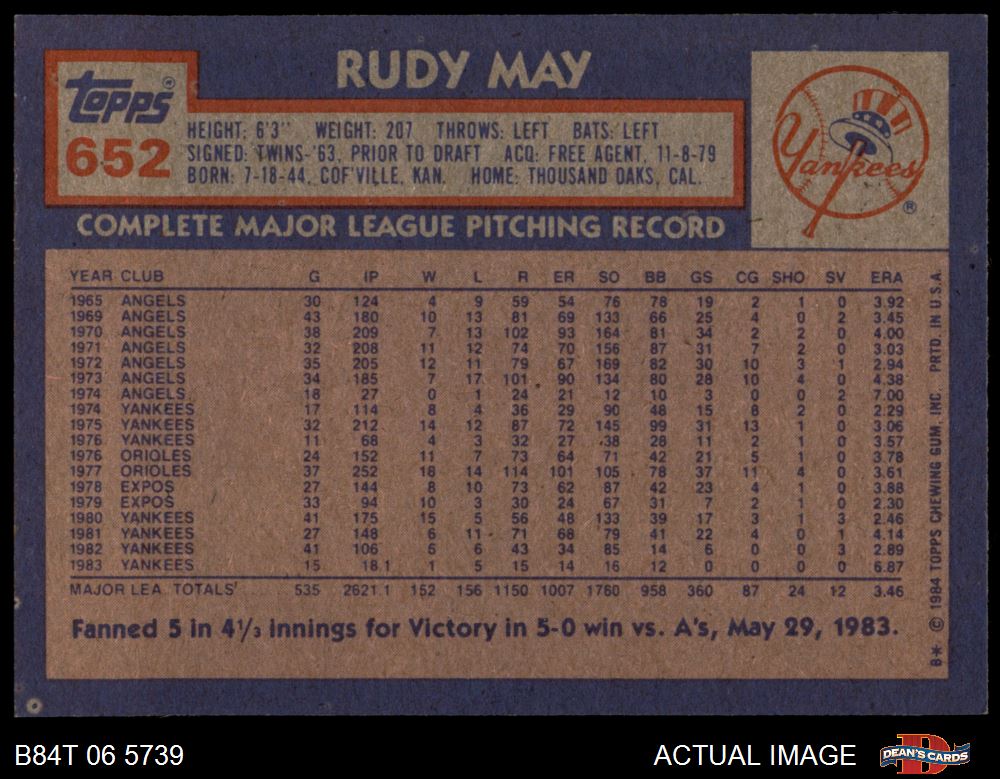 RUDY MAY
Topps®
652
HEIGHT: 6'3" WEIGHT: 207 THROWS: LEFT BATS: LEFT
SIGNED: TWINS-'63, PRIOR TO DRAFT ACQ: FREE AGENT, 11-8-79
BORN: 7-18-44, COF'VILLE, KAN. HOME: THOUSAND OAKS, CAL.
Yankees ®
COMPLETE MAJOR LEAGUE PITCHING RECORD
YEAR CLUB G IP W L R ER SO BB GS CG SHO SV ERA
1965 ANGELS 30 124 4 9 59 54 76 78 19 2 1 0 3.92
1969 ANGELS 43 180 10 13 81 69 133 66 25 4 0 2 3.45
1970 ANGELS 38 209 7 13 102 93 164 81 34 2 2 0 4.00
1971 ANGELS 32 208 11 12 74 70 156 87 31 7 2 0 3.03
1972 ANGELS 35 205 12 11 79 67 169 82 30 10 3 1 2.94
1973 ANGELS 34 185 7 17 101 90 134 80 28 10 4 0 4.38
1974 ANGELS 18 27 0 1 24 21 12 10 3 0 0 2 7.00
1974 YANKEES 17 114 8 4 36 29 90 48 15 8 2 0 2.29
1975 YANKEES 32 212 14 12 87 72 145 99 31 13 1 0 3.06
1976 YANKEES 11 68 4 3 32 27 38 28 11 2 1 0 3.57
1976 ORIOLES 24 152 11 7 73 64 71 42 21 5 1 0 3.78
1977 ORIOLES 37 252 18 14 114 101 105 78 37 11 4 0 3.61
1978 EXPOS 27 144 8 10 73 62 87 42 23 4 1 0 3.88
1979 EXPOS 33 94 10 3 30 24 67 31 7 2 1 0 2.30
1980 YANKEES 41 175 15 5 56 48 133 39 17 3 1 3 2.46
1981 YANKEES 27 148 6 11 71 68 79 41 22 4 0 1 4.14
1982 YANKEES 41 106 6 6 43 34 85 14 6 0 0 3 2.89
1983 YANKEES 15 18.1 1 5 15 14 16 12 0 0 0 0 6.87
MAJOR LEA. TOTALS 535 2621.1 152 156 1150 1007 1760 958 360 87 24 12 3.46
Fanned 5 in 4⅓ innings for Victory in 5-0 win vs. A's, May 29, 1983.
B* © 1984 TOPPS CHEWING GUM, INC. PRTD. IN U.S.A.
B84T 06 5739
ACTUAL IMAGE
DEAN'S CARDS